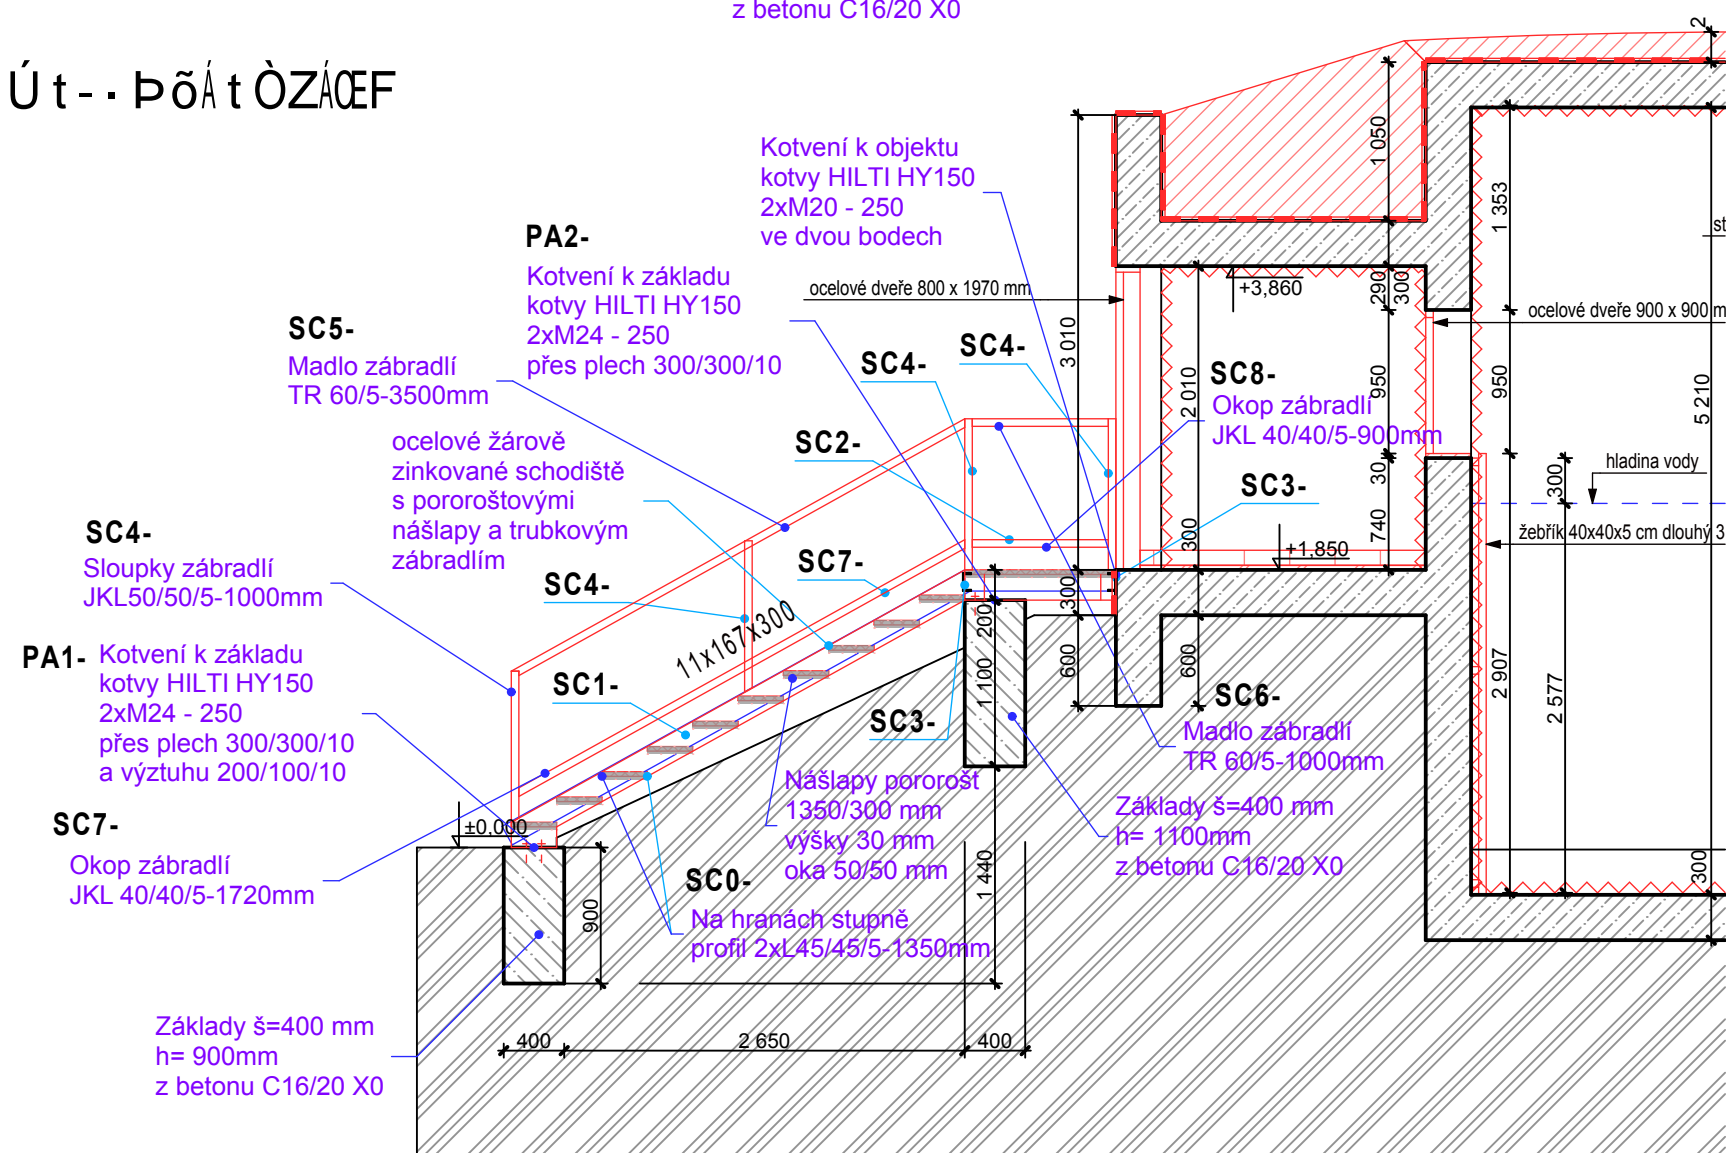 z betonu C16/20 X0
Út-·ÞõÁtÒZÁŒF
2
Kotvení k objektu
kotvy HILTI HY150
2xM20 - 250
ve dvou bodech
1 050
1 353
PA2-
Kotvení k základu
kotvy HILTI HY150
2xM24 - 250
přes plech 300/300/10
ocelové dveře 800 x 1970 mm
+3,860
290
300
st
ocelové dveře 900 x 900 m
SC5-
Madlo zábradlí
TR 60/5-3500mm
3 010
SC4-
SC4-
2 010
SC8-
Okop zábradlí
JKL 40/40/5-900mm
950
950
5 210
ocelové žárově
zinkované schodiště
s pororoštovými
nášlapy a trubkovým
zábradlím
SC2-
SC3-
30
300
hladina vody
SC4-
Sloupky zábradlí
JKL50/50/5-1000mm
SC7-
SC4-
11x167x300
300
+1,850
740
žebřík 40x40x5 cm dlouhý 3
PA1-
Kotvení k základu
kotvy HILTI HY150
2xM24 - 250
přes plech 300/300/10
a výztuhu 200/100/10
SC1-
200
300
1 100
600
600
2 907
2 577
SC3-
SC6-
Madlo zábradlí
TR 60/5-1000mm
Nášlapy pororošt
1350/300 mm
výšky 30 mm
oka 50/50 mm
Základy š=400 mm
h= 1100mm
z betonu C16/20 X0
SC7-
Okop zábradlí
JKL 40/40/5-1720mm
±0,000
SC0-
Na hranách stupně
profil 2xL45/45/5-1350mm
900
1 440
300
Základy š=400 mm
h= 900mm
z betonu C16/20 X0
400
2 650
400